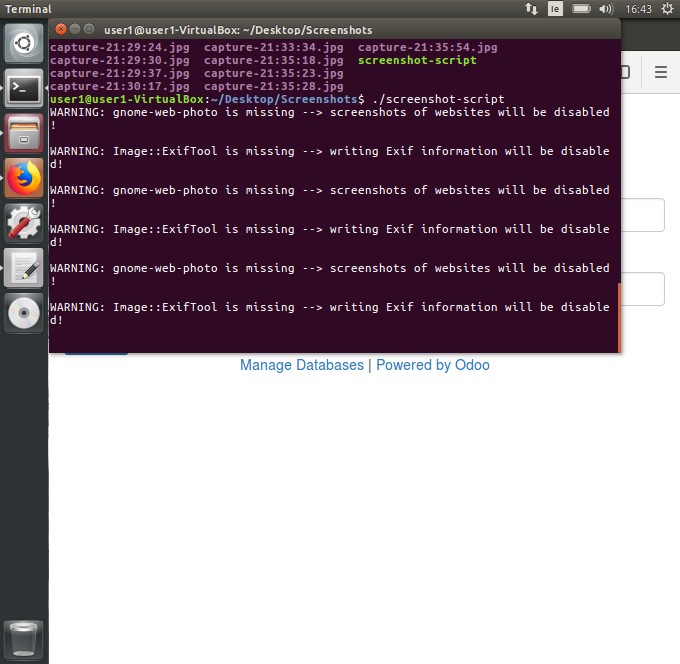 Terminal
Ie
16:43
user1@user1-VirtualBox: ~/Desktop/Screenshots
capture-21:29:24.jpg capture-21:33:34.jpg capture-21:35:54.jpg
capture-21:29:30.jpg capture-21:35:18.jpg screenshot-script
capture-21:29:37.jpg capture-21:35:23.jpg
capture-21:30:17.jpg capture-21:35:28.jpg
user1@user1-VirtualBox:~/Desktop/Screenshots$ ./screenshot-script
WARNING: gnome-web-photo is missing --> screenshots of websites will be disabled
!
WARNING: Image::ExifTool is missing --> writing Exif information will be disable
d!
WARNING: gnome-web-photo is missing --> screenshots of websites will be disabled
!
WARNING: Image::ExifTool is missing --> writing Exif information will be disable
d!
WARNING: gnome-web-photo is missing --> screenshots of websites will be disabled
!
WARNING: Image::ExifTool is missing --> writing Exif information will be disable
d!
Manage Databases | Powered by Odoo